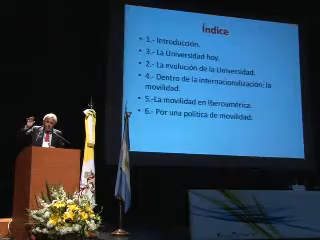 Índice
• 1.- Introducción.
• 3.- La Universidad hoy.
• 2.- La evolución de la Universidad.
• 4.- Dentro de la internacionalización: la
movilidad.
• 5.-La movilidad en Iberoamérica.
• 6.- Por una política de movilidad.